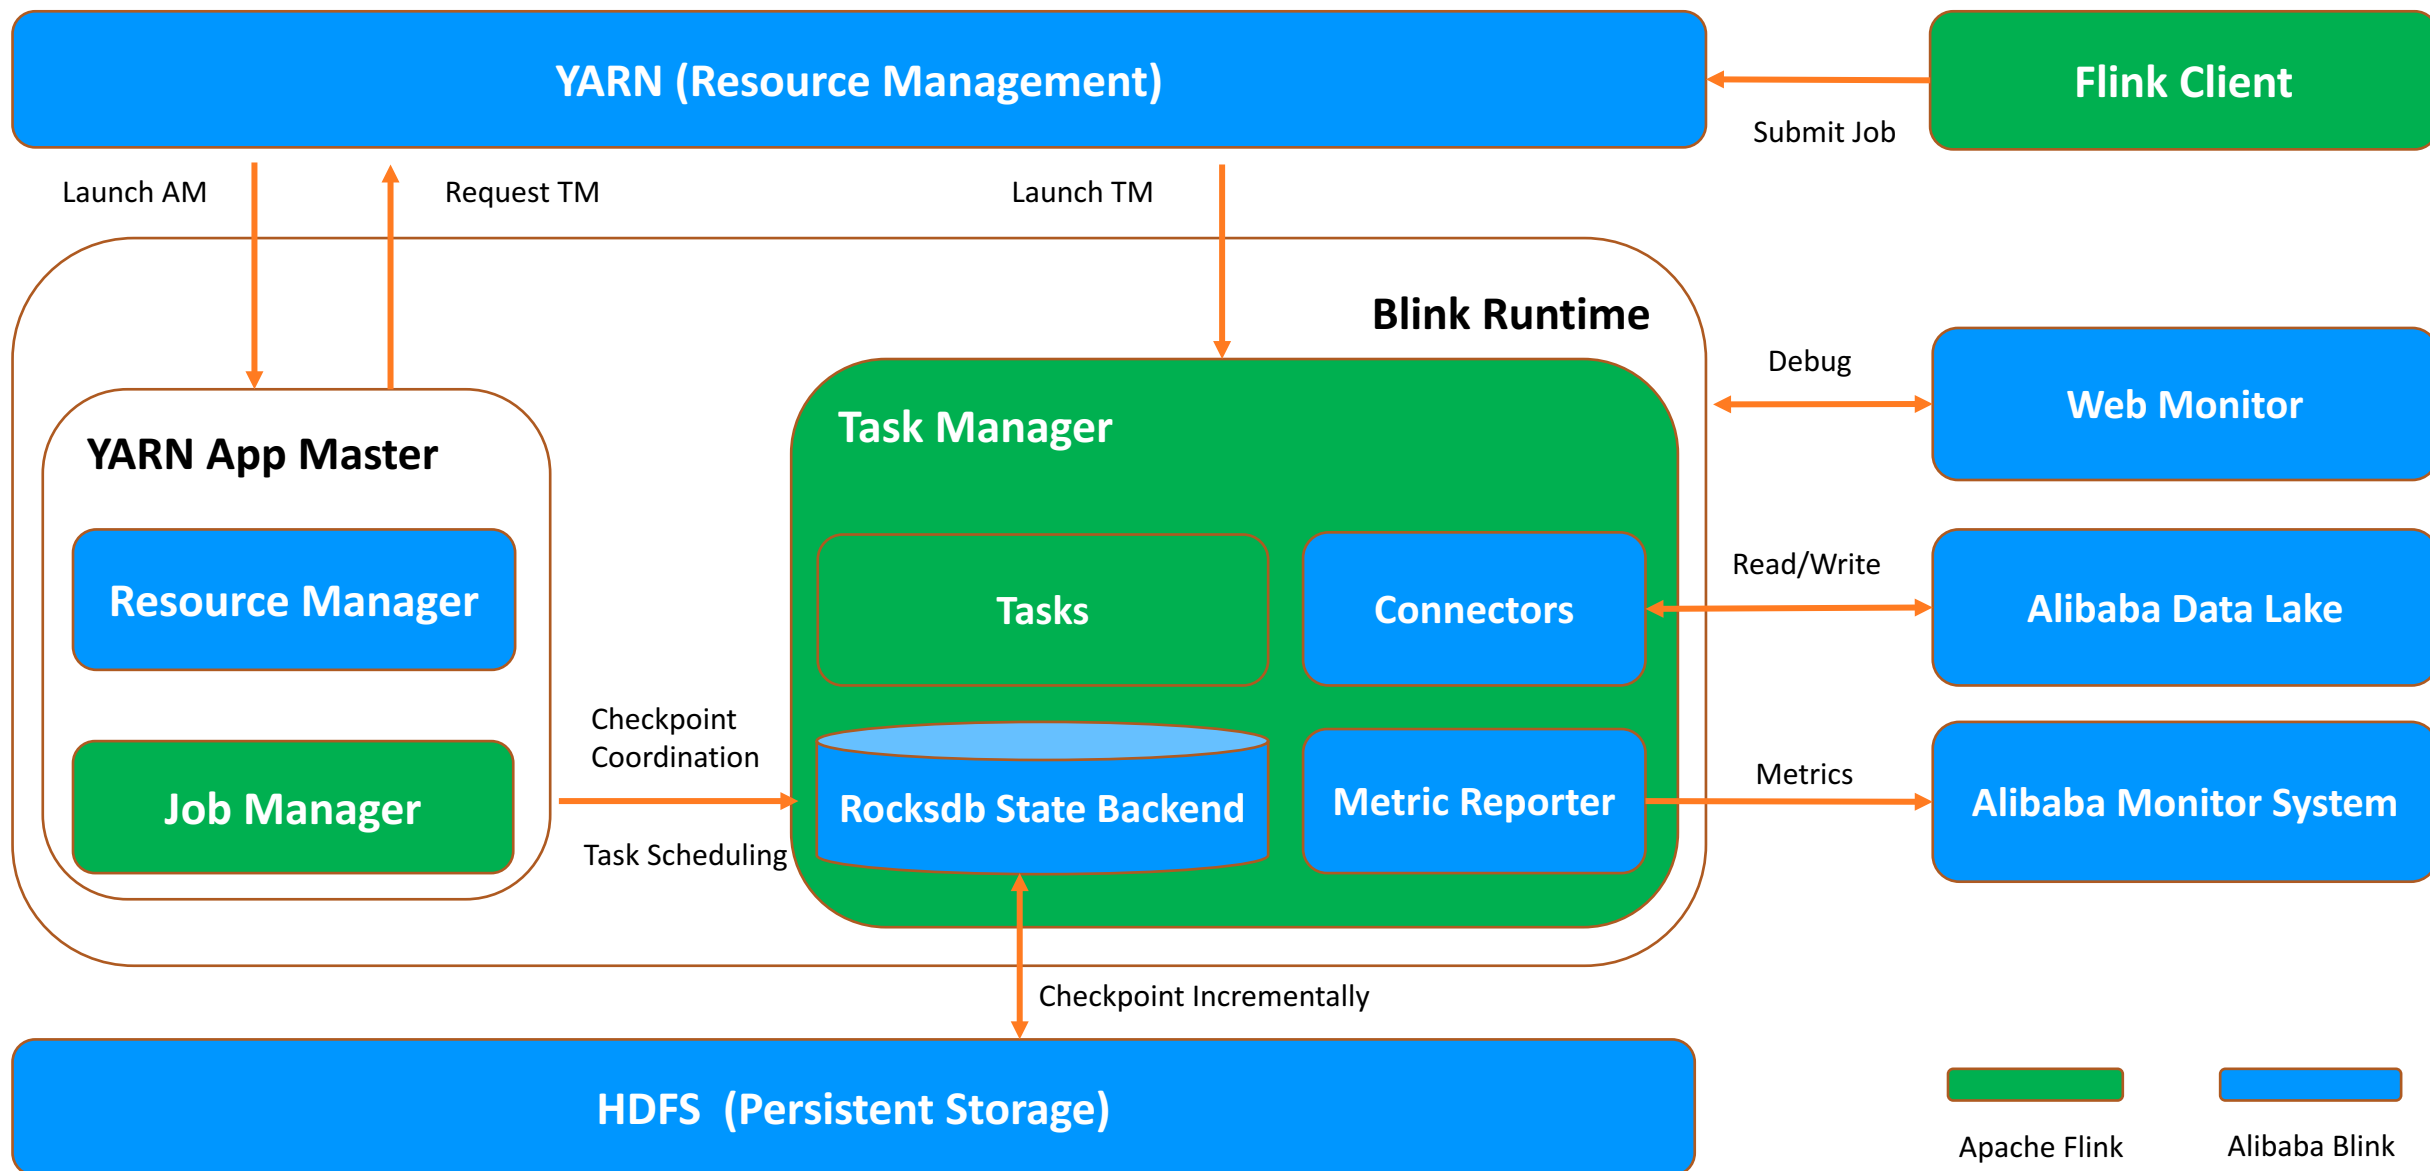 YARN (Resource Management)
Flink Client
Submit Job
Launch AM
Request TM
Launch TM
Blink Runtime
Debug
Web Monitor
YARN App Master
Task Manager
Resource Manager
Tasks
Connectors
Read/Write
Alibaba Data Lake
Job Manager
Checkpoint
Coordination
Task Scheduling
Rocksdb State Backend
Metric Reporter
Metrics
Alibaba Monitor System
Checkpoint Incrementally
HDFS (Persistent Storage)
Apache Flink
Alibaba Blink